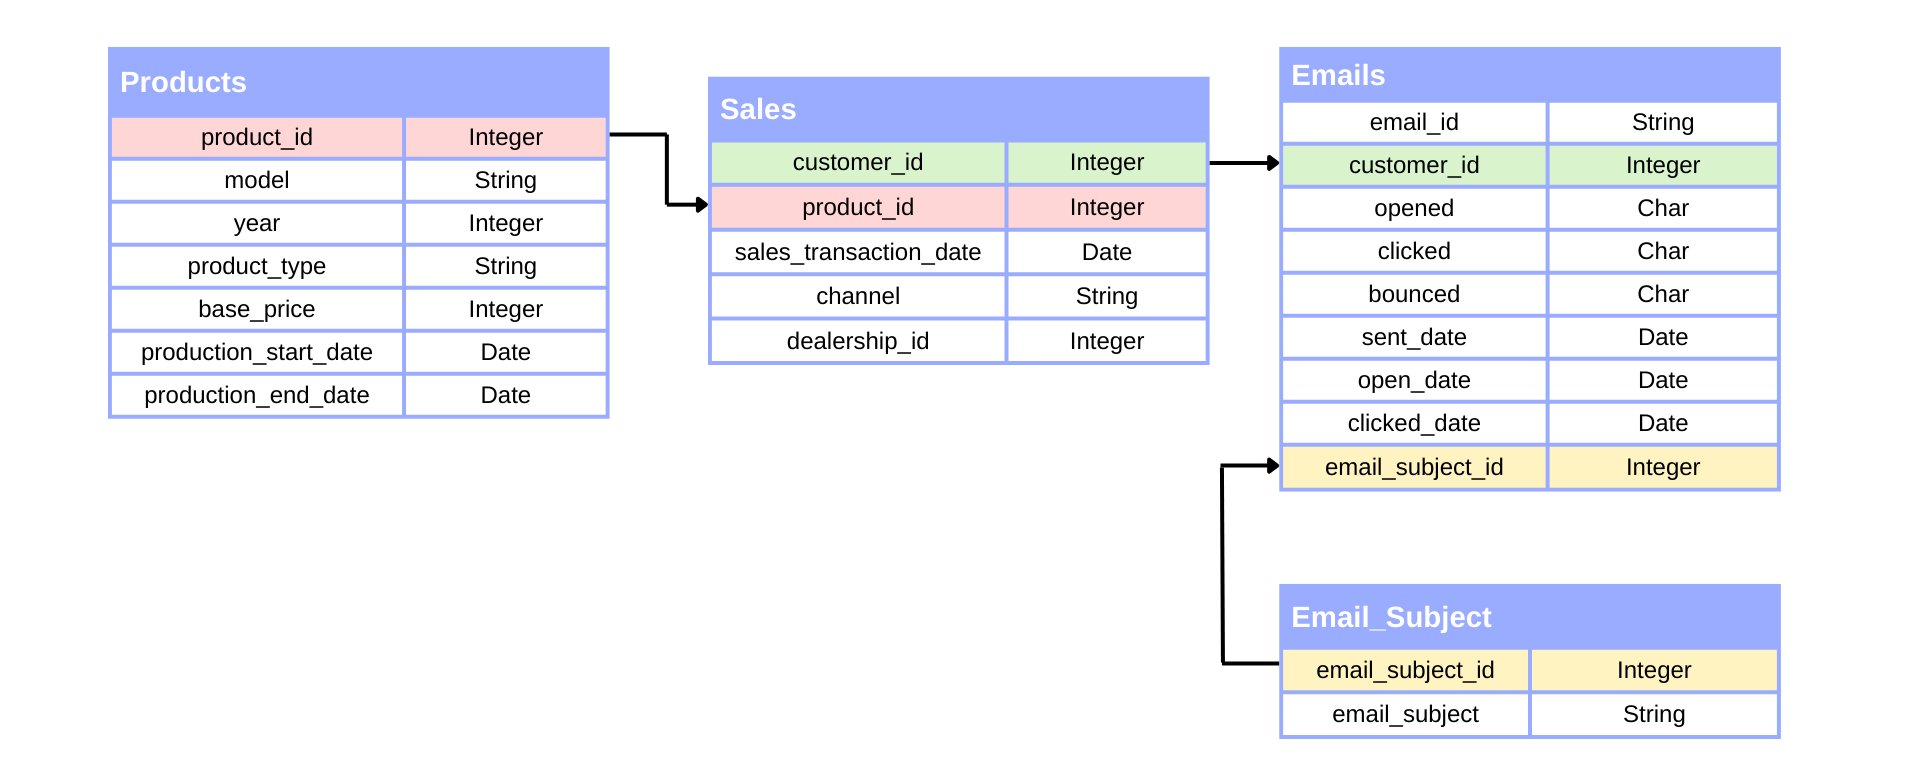 Products
product_id Integer
model String
year Integer
product_type String
base_price Integer
production_start_date Date
production_end_date Date
Sales
customer_id Integer
product_id Integer
sales_transaction_date Date
channel String
dealership_id Integer
Emails
email_id String
customer_id Integer
opened Char
clicked Char
bounced Char
sent_date Date
open_date Date
clicked_date Date
email_subject_id Integer
Email_Subject
email_subject_id Integer
email_subject String